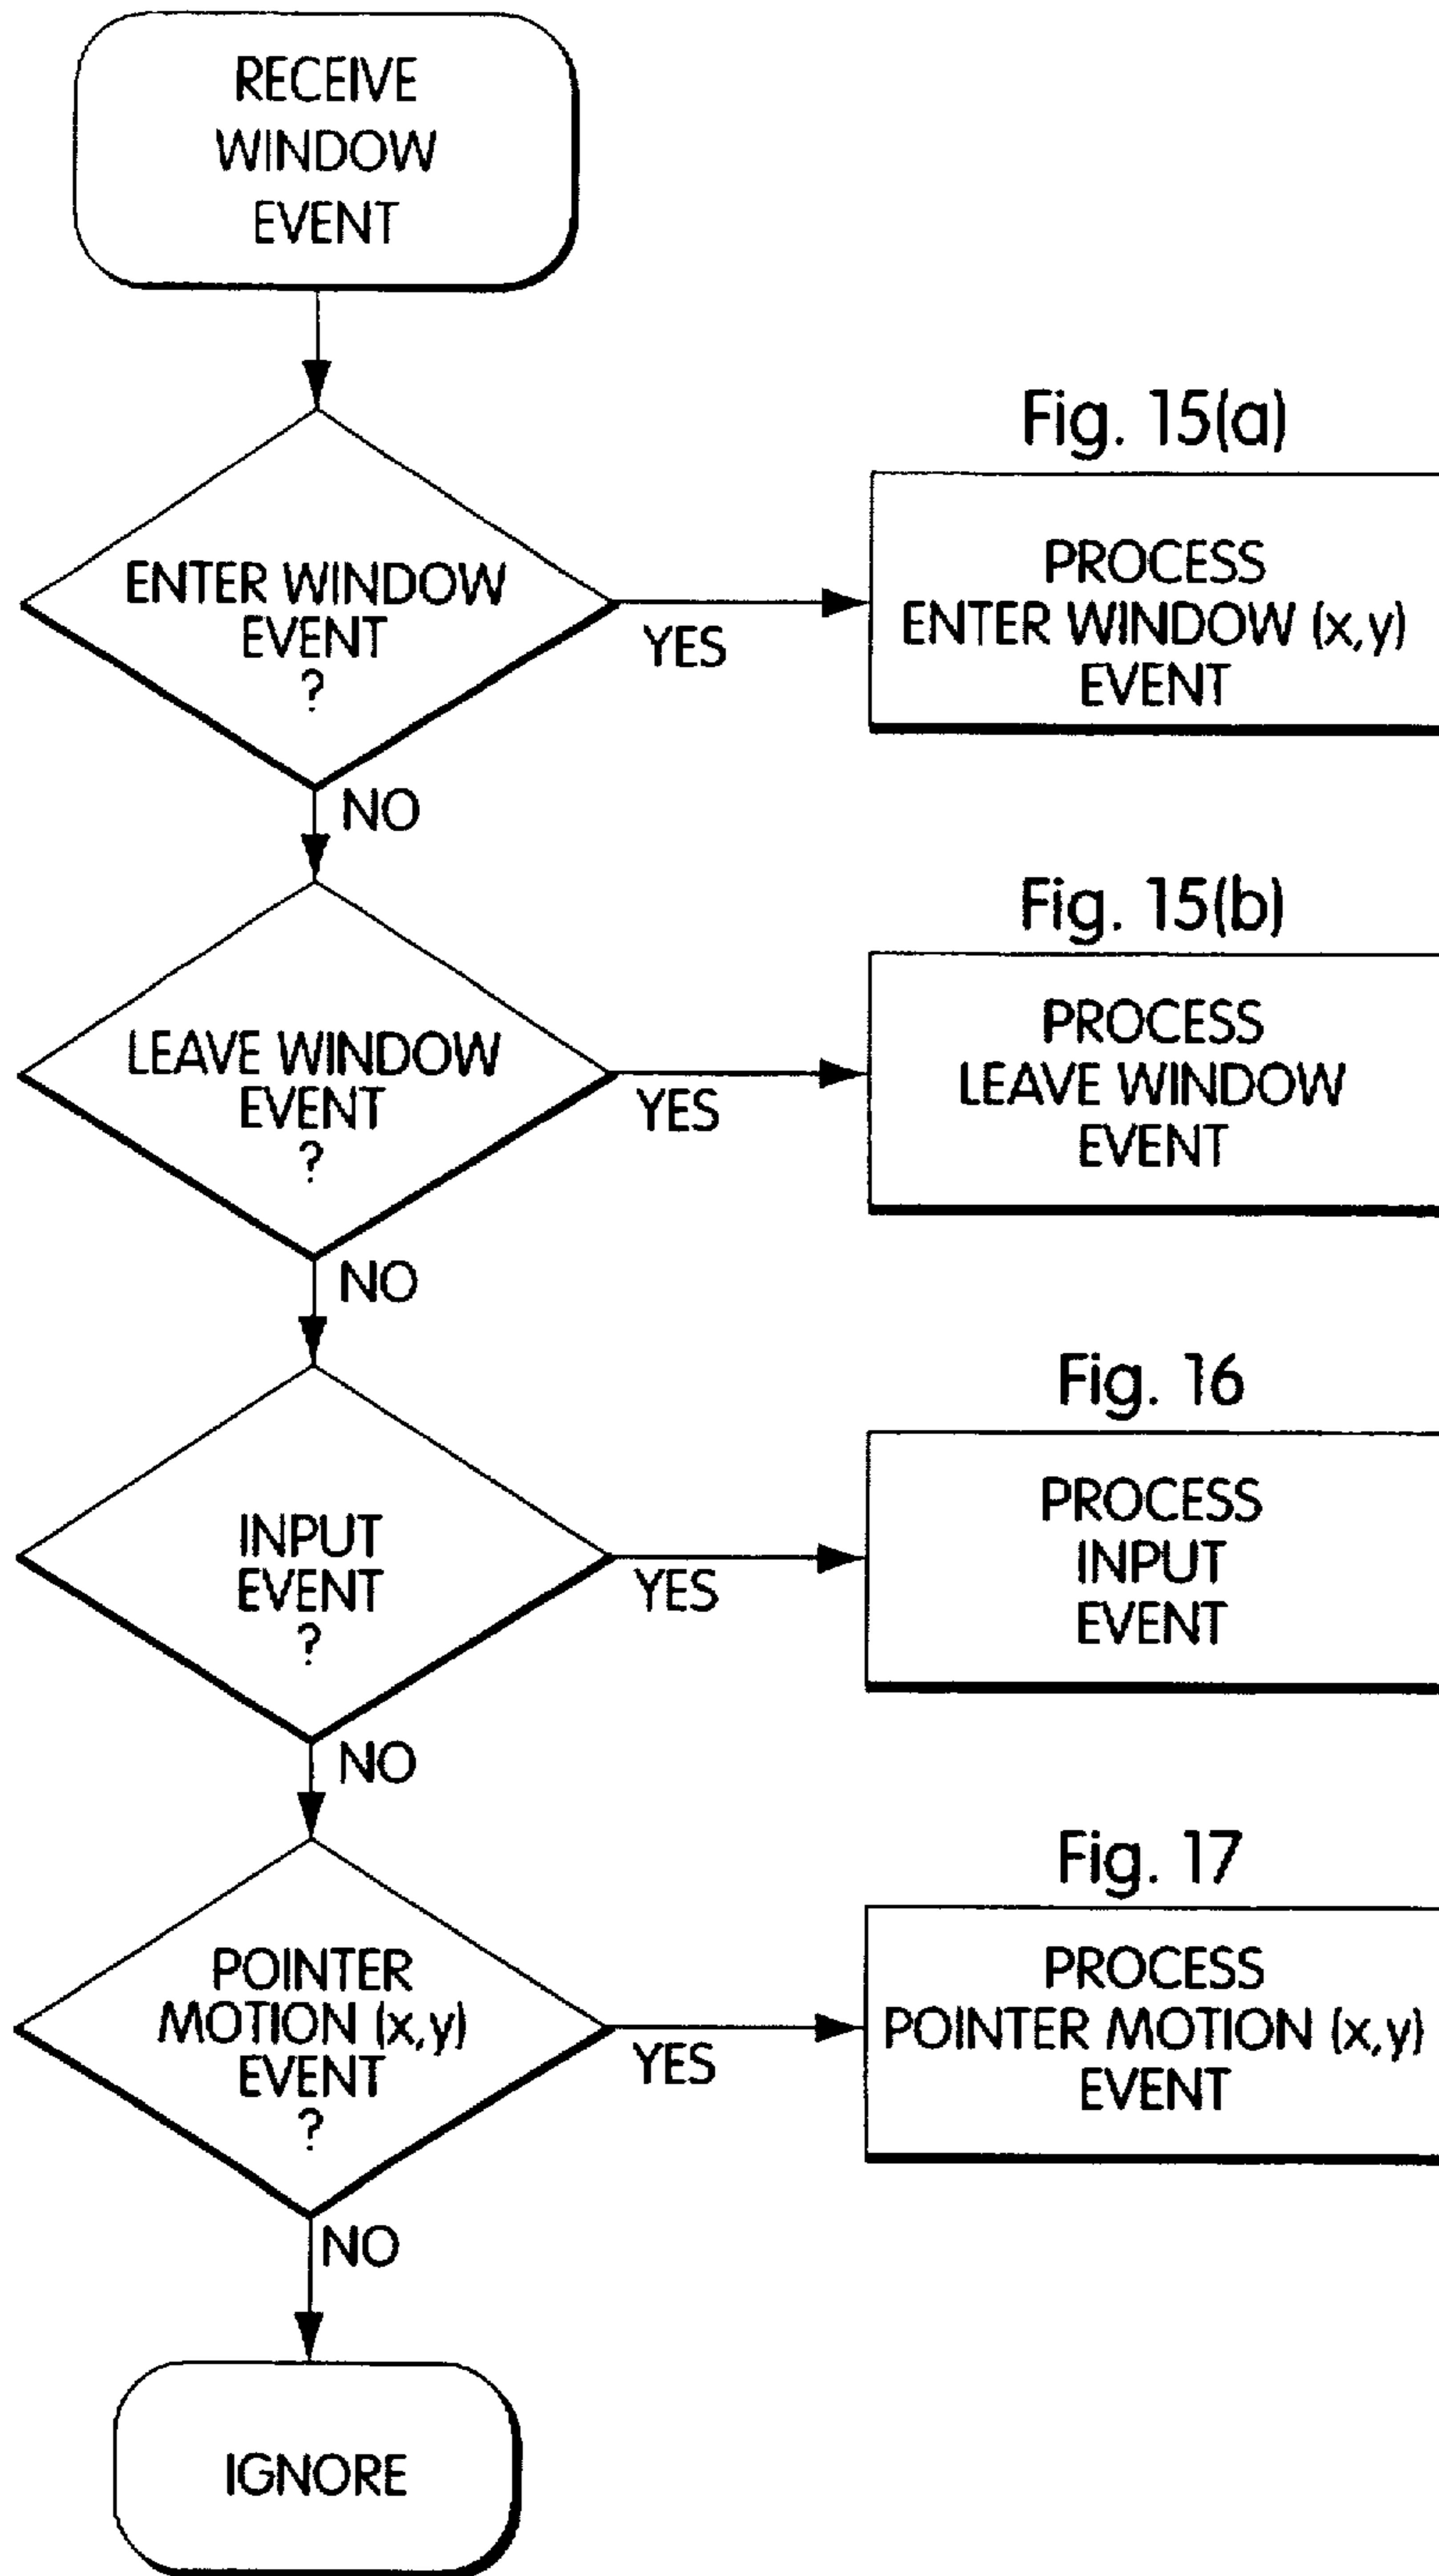 RECEIVE
WINDOW
EVENT
Fig. 15(a)
ENTER WINDOW
EVENT
?
YES
PROCESS
ENTER WINDOW (x,y)
EVENT
NO
Fig. 15(b)
LEAVE WINDOW
EVENT
?
YES
PROCESS
LEAVE WINDOW
EVENT
NO
Fig. 16
INPUT
EVENT
?
YES
PROCESS
INPUT
EVENT
NO
Fig. 17
POINTER
MOTION (x,y)
EVENT
?
YES
PROCESS
POINTER MOTION (x,y)
EVENT
NO
IGNORE